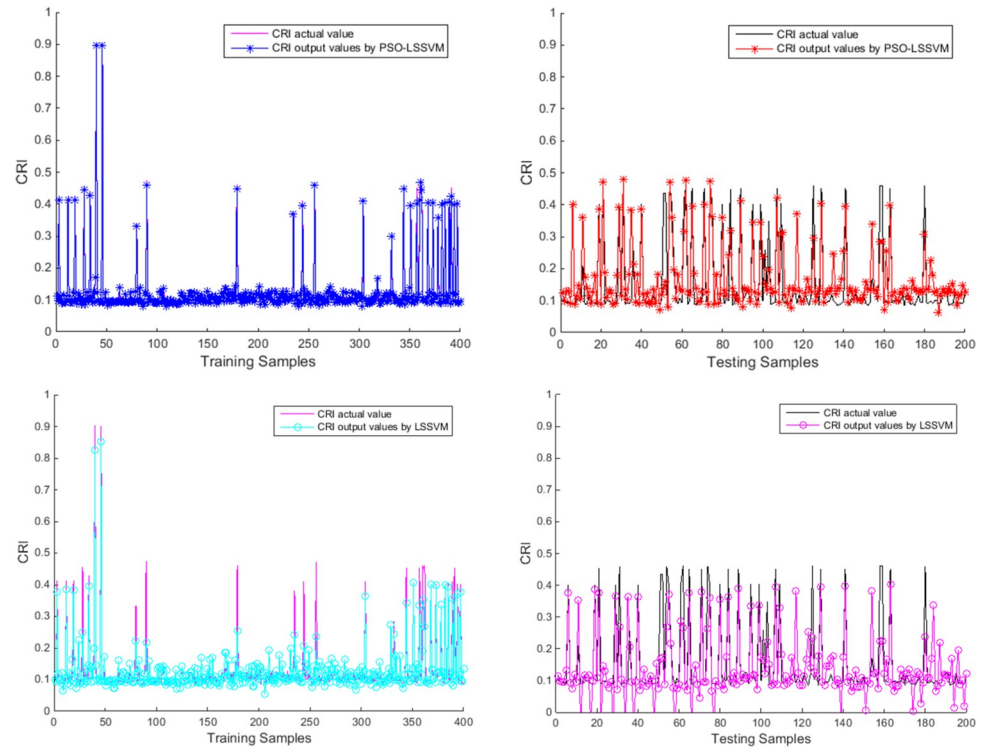 1
0.9
0.8
0.7
0.6
0.5
0.4
0.3
0.2
0.1
0
CRI
CRI actual value
CRI output values by PSO-LSSVM
0 50 100 150 200 250 300 350 400
Training Samples
1
0.9
0.8
0.7
0.6
0.5
0.4
0.3
0.2
0.1
0
CRI
CRI actual value
CRI output values by PSO-LSSVM
0 20 40 60 80 100 120 140 160 180 200
Testing Samples
1
0.9
0.8
0.7
0.6
0.5
0.4
0.3
0.2
0.1
0
CRI
CRI actual value
CRI output values by LSSVM
0 50 100 150 200 250 300 350 400
Training Samples
1
0.9
0.8
0.7
0.6
0.5
0.4
0.3
0.2
0.1
0
CRI
CRI actual value
CRI output values by LSSVM
0 20 40 60 80 100 120 140 160 180 200
Testing Samples